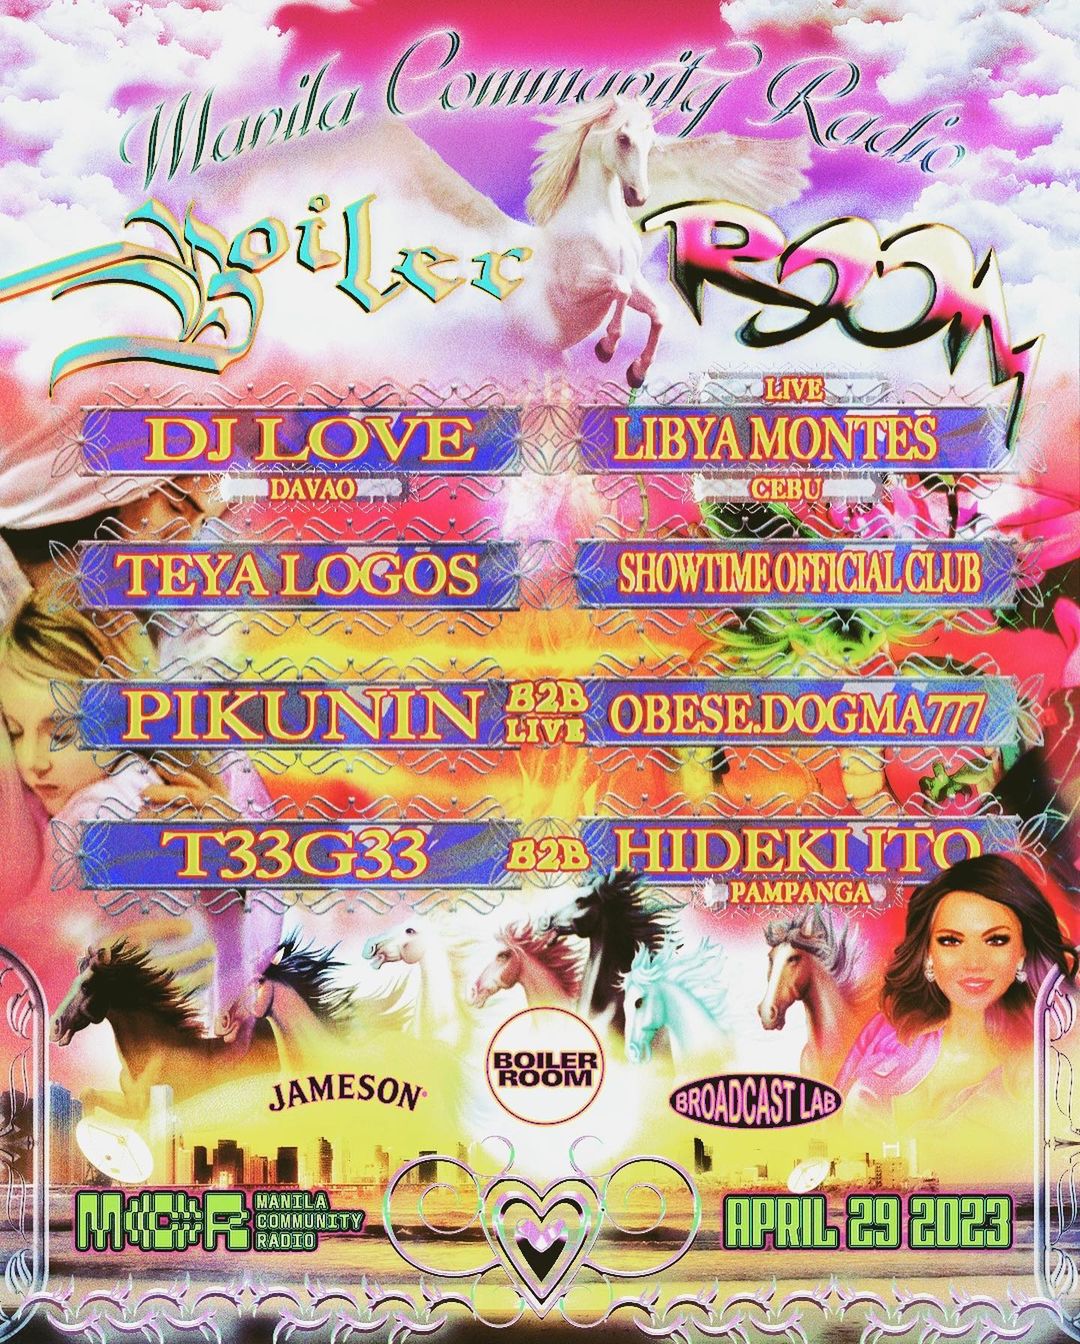 Manila Community Radio
Boiler ROOM
DJ LOVE
DAVAO
LIVE
LIBYA MONTES
CEBU
TEYA LOGOS
SHOWTIME OFFICIAL CLUB
PIKUNIN B2B LIVE OBESE.DOGMA777
T33G33 B2B HIDEKI ITO
PAMPANGA
JAMESON
BOILER
ROOM
BROADCAST LAB
MCR
MANILA
COMMUNITY
RADIO
APRIL 29 2023